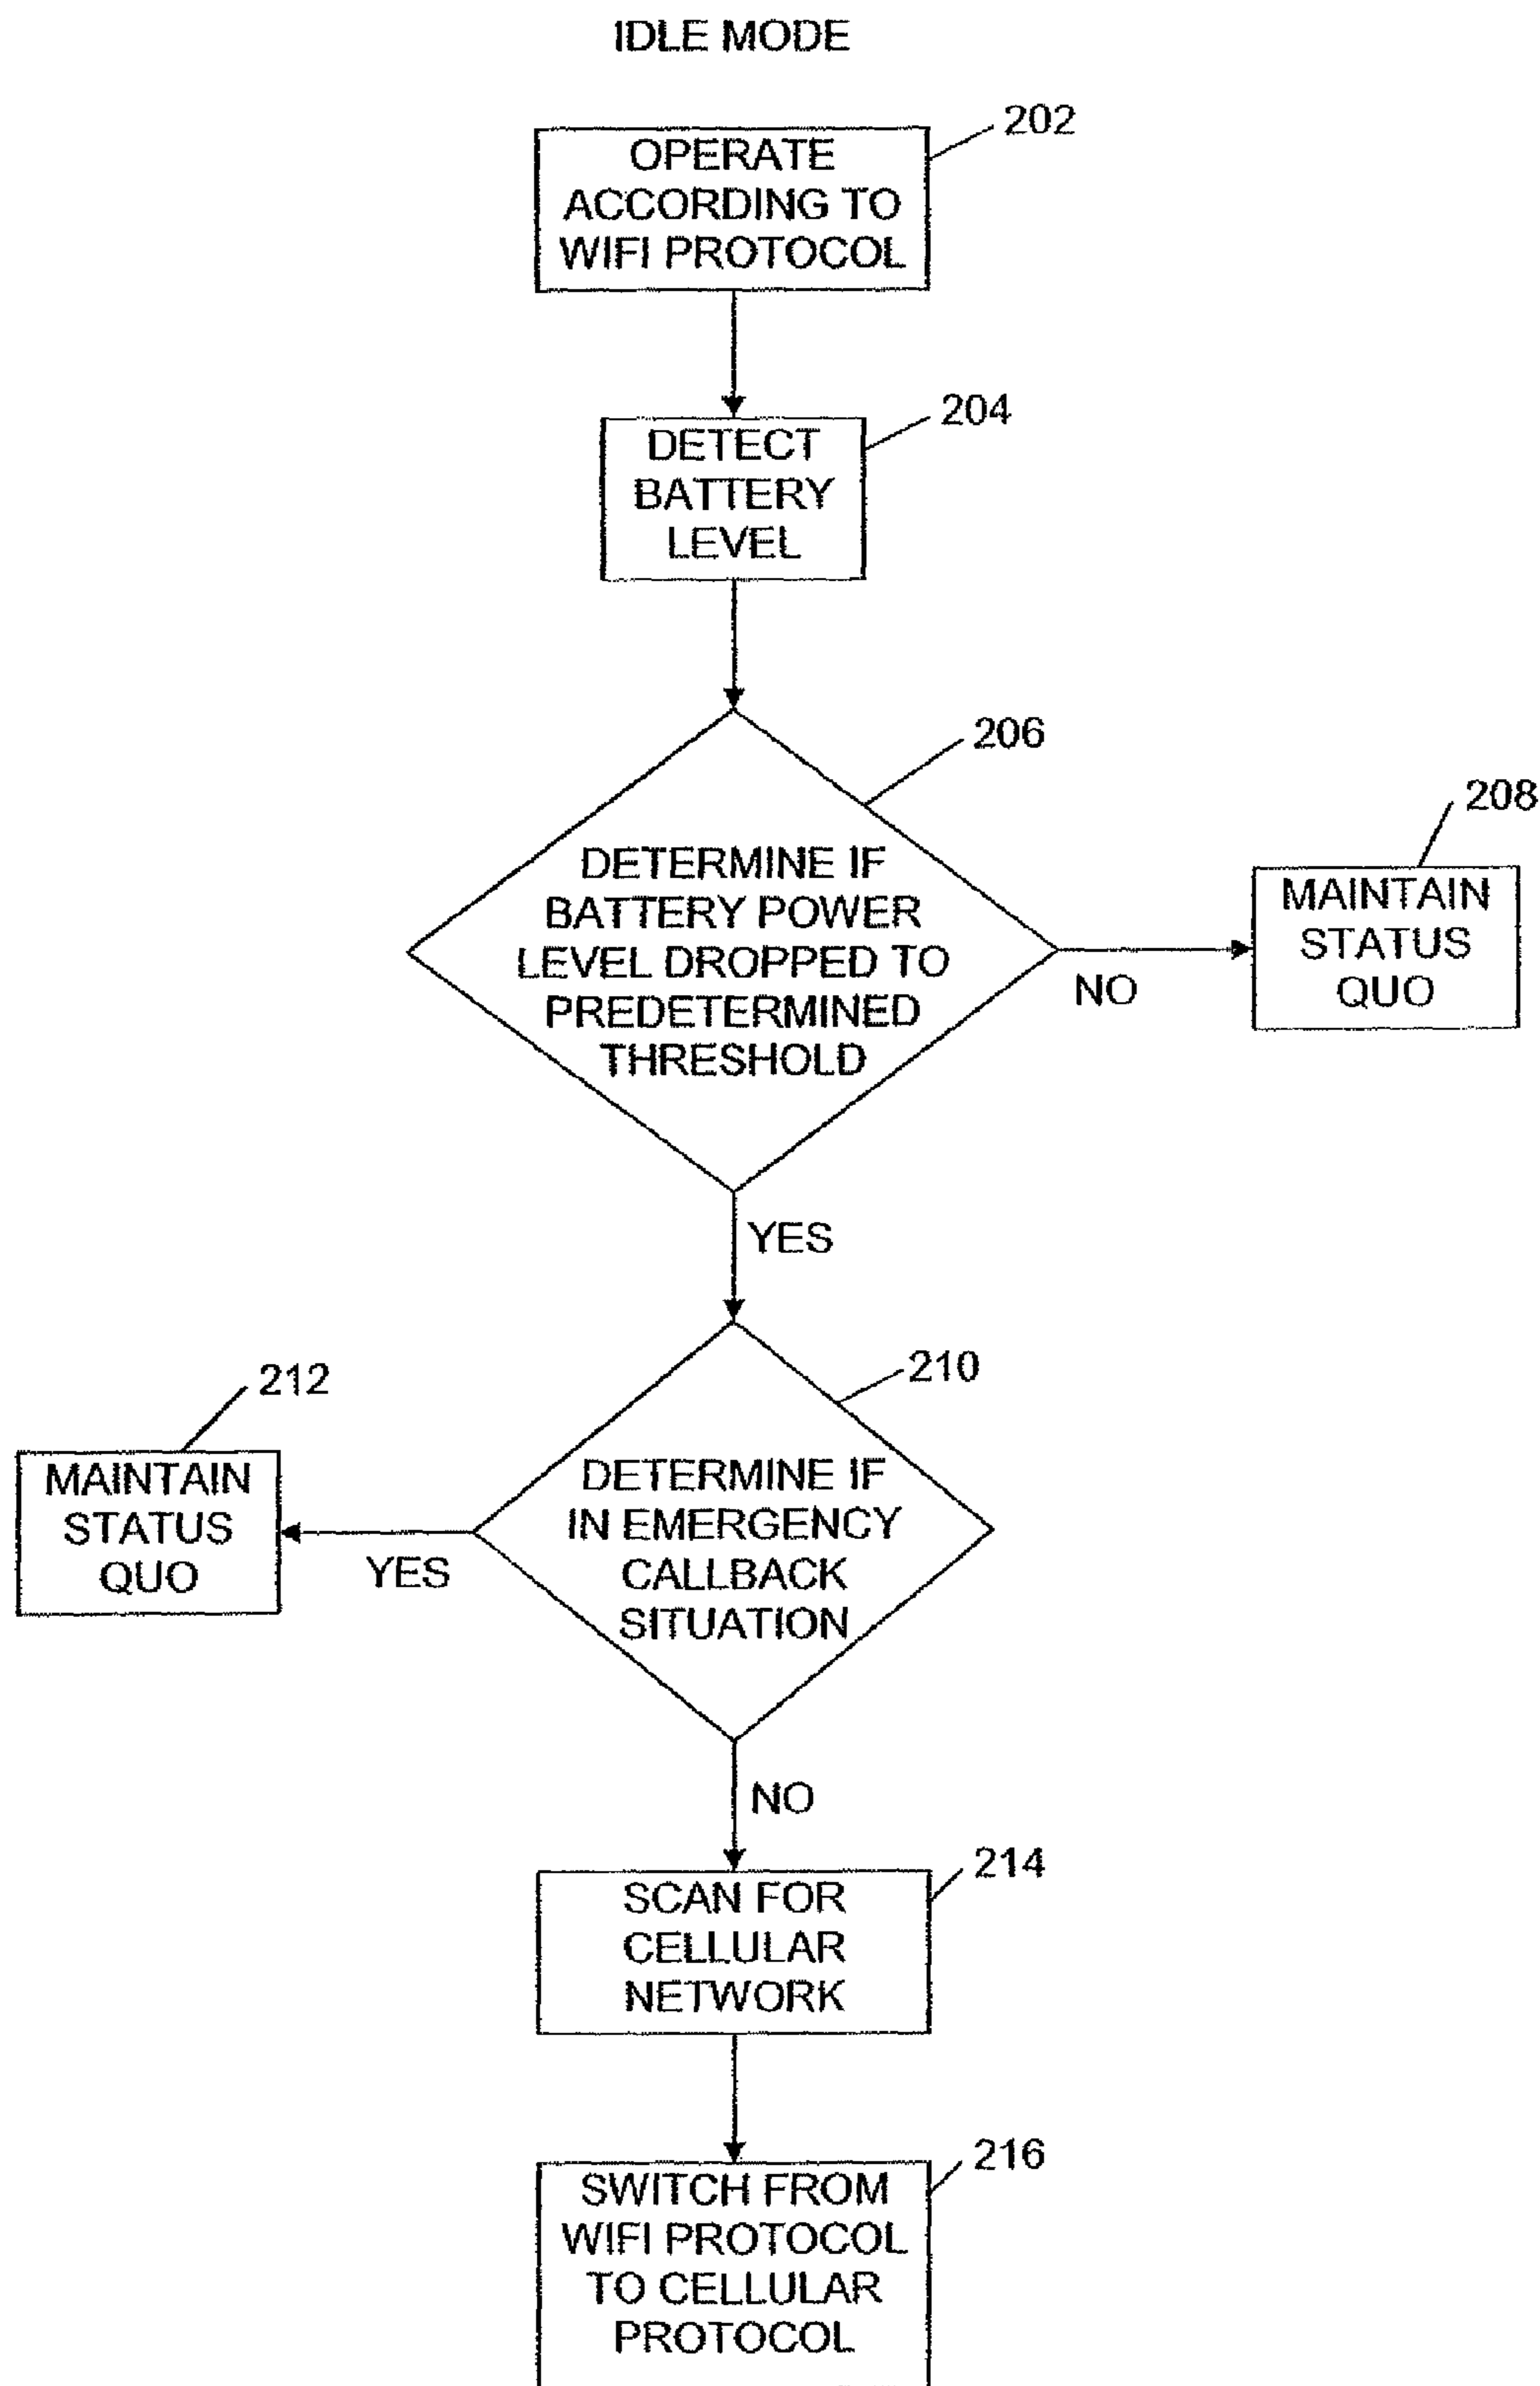 IDLE MODE
202
OPERATE
ACCORDING TO
WIFI PROTOCOL
204
DETECT
BATTERY
LEVEL
206
DETERMINE IF
BATTERY POWER
LEVEL DROPPED TO
PREDETERMINED
THRESHOLD
NO
208
MAINTAIN
STATUS
QUO
YES
210
DETERMINE IF
IN EMERGENCY
CALLBACK
SITUATION
YES
212
MAINTAIN
STATUS
QUO
NO
214
SCAN FOR
CELLULAR
NETWORK
216
SWITCH FROM
WIFI PROTOCOL
TO CELLULAR
PROTOCOL